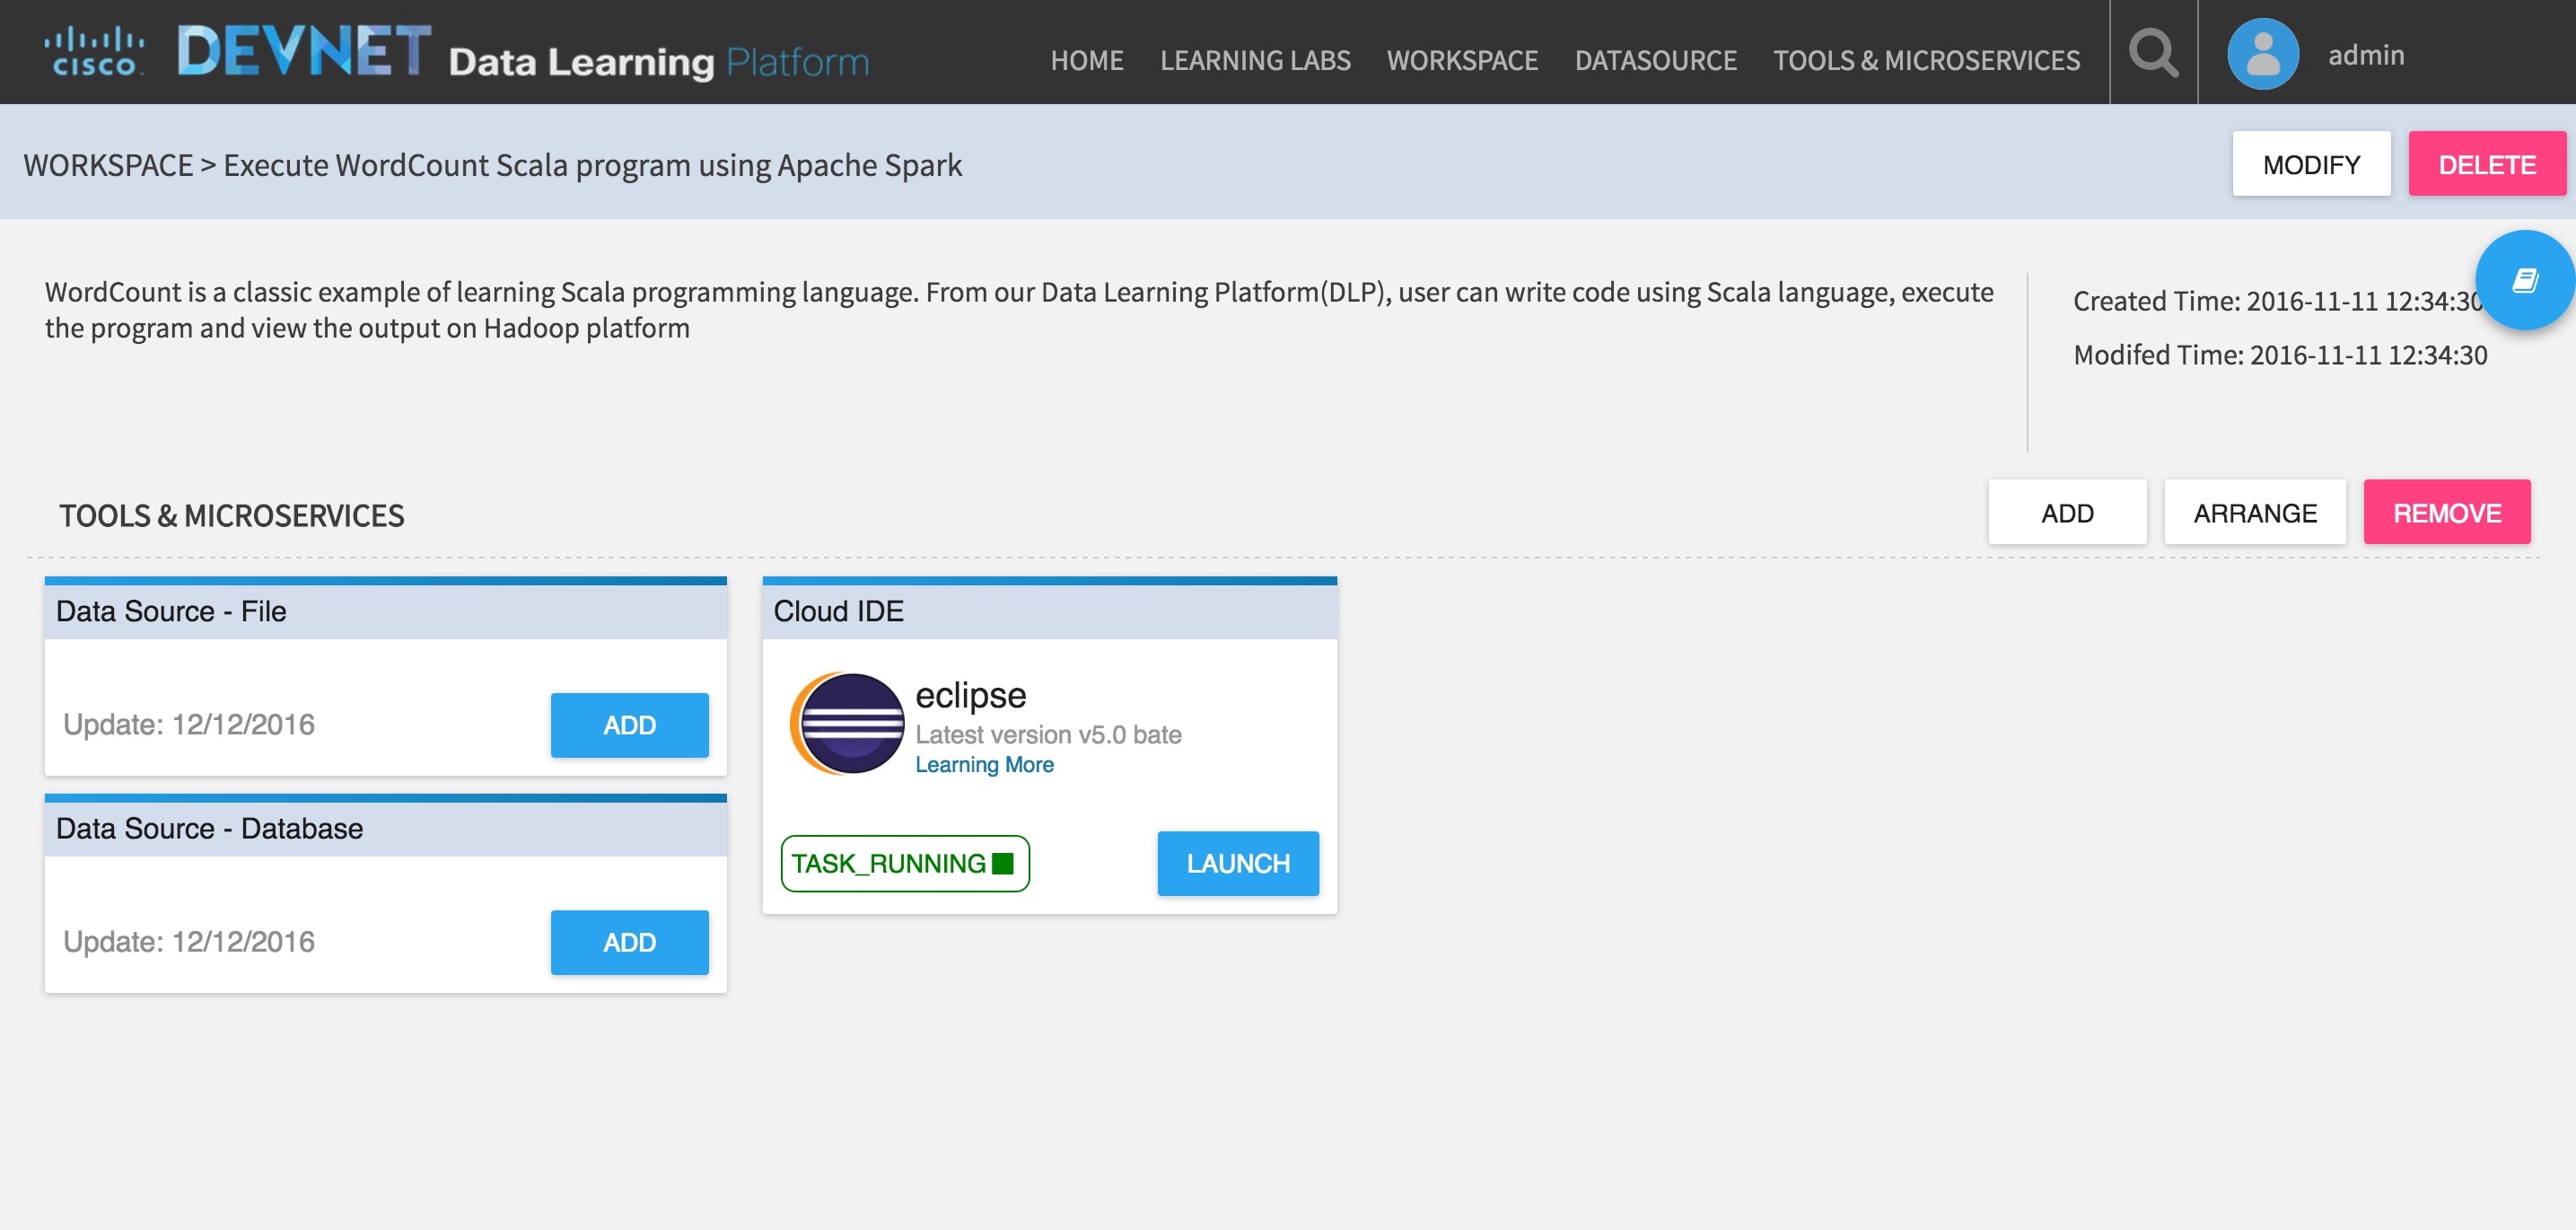 CISCO DEVNET Data Learning Platform
HOME LEARNING LABS WORKSPACE DATASOURCE TOOLS & MICROSERVICES admin
WORKSPACE > Execute WordCount Scala program using Apache Spark
MODIFY DELETE
WordCount is a classic example of learning Scala programming language. From our Data Learning Platform(DLP), user can write code using Scala language, execute
the program and view the output on Hadoop platform
Created Time: 2016-11-11 12:34:30
Modifed Time: 2016-11-11 12:34:30
TOOLS & MICROSERVICES
ADD ARRANGE REMOVE
Data Source - File
Update: 12/12/2016 ADD
Data Source - Database
Update: 12/12/2016 ADD
Cloud IDE
eclipse
Latest version v5.0 bate
Learning More
TASK_RUNNING LAUNCH